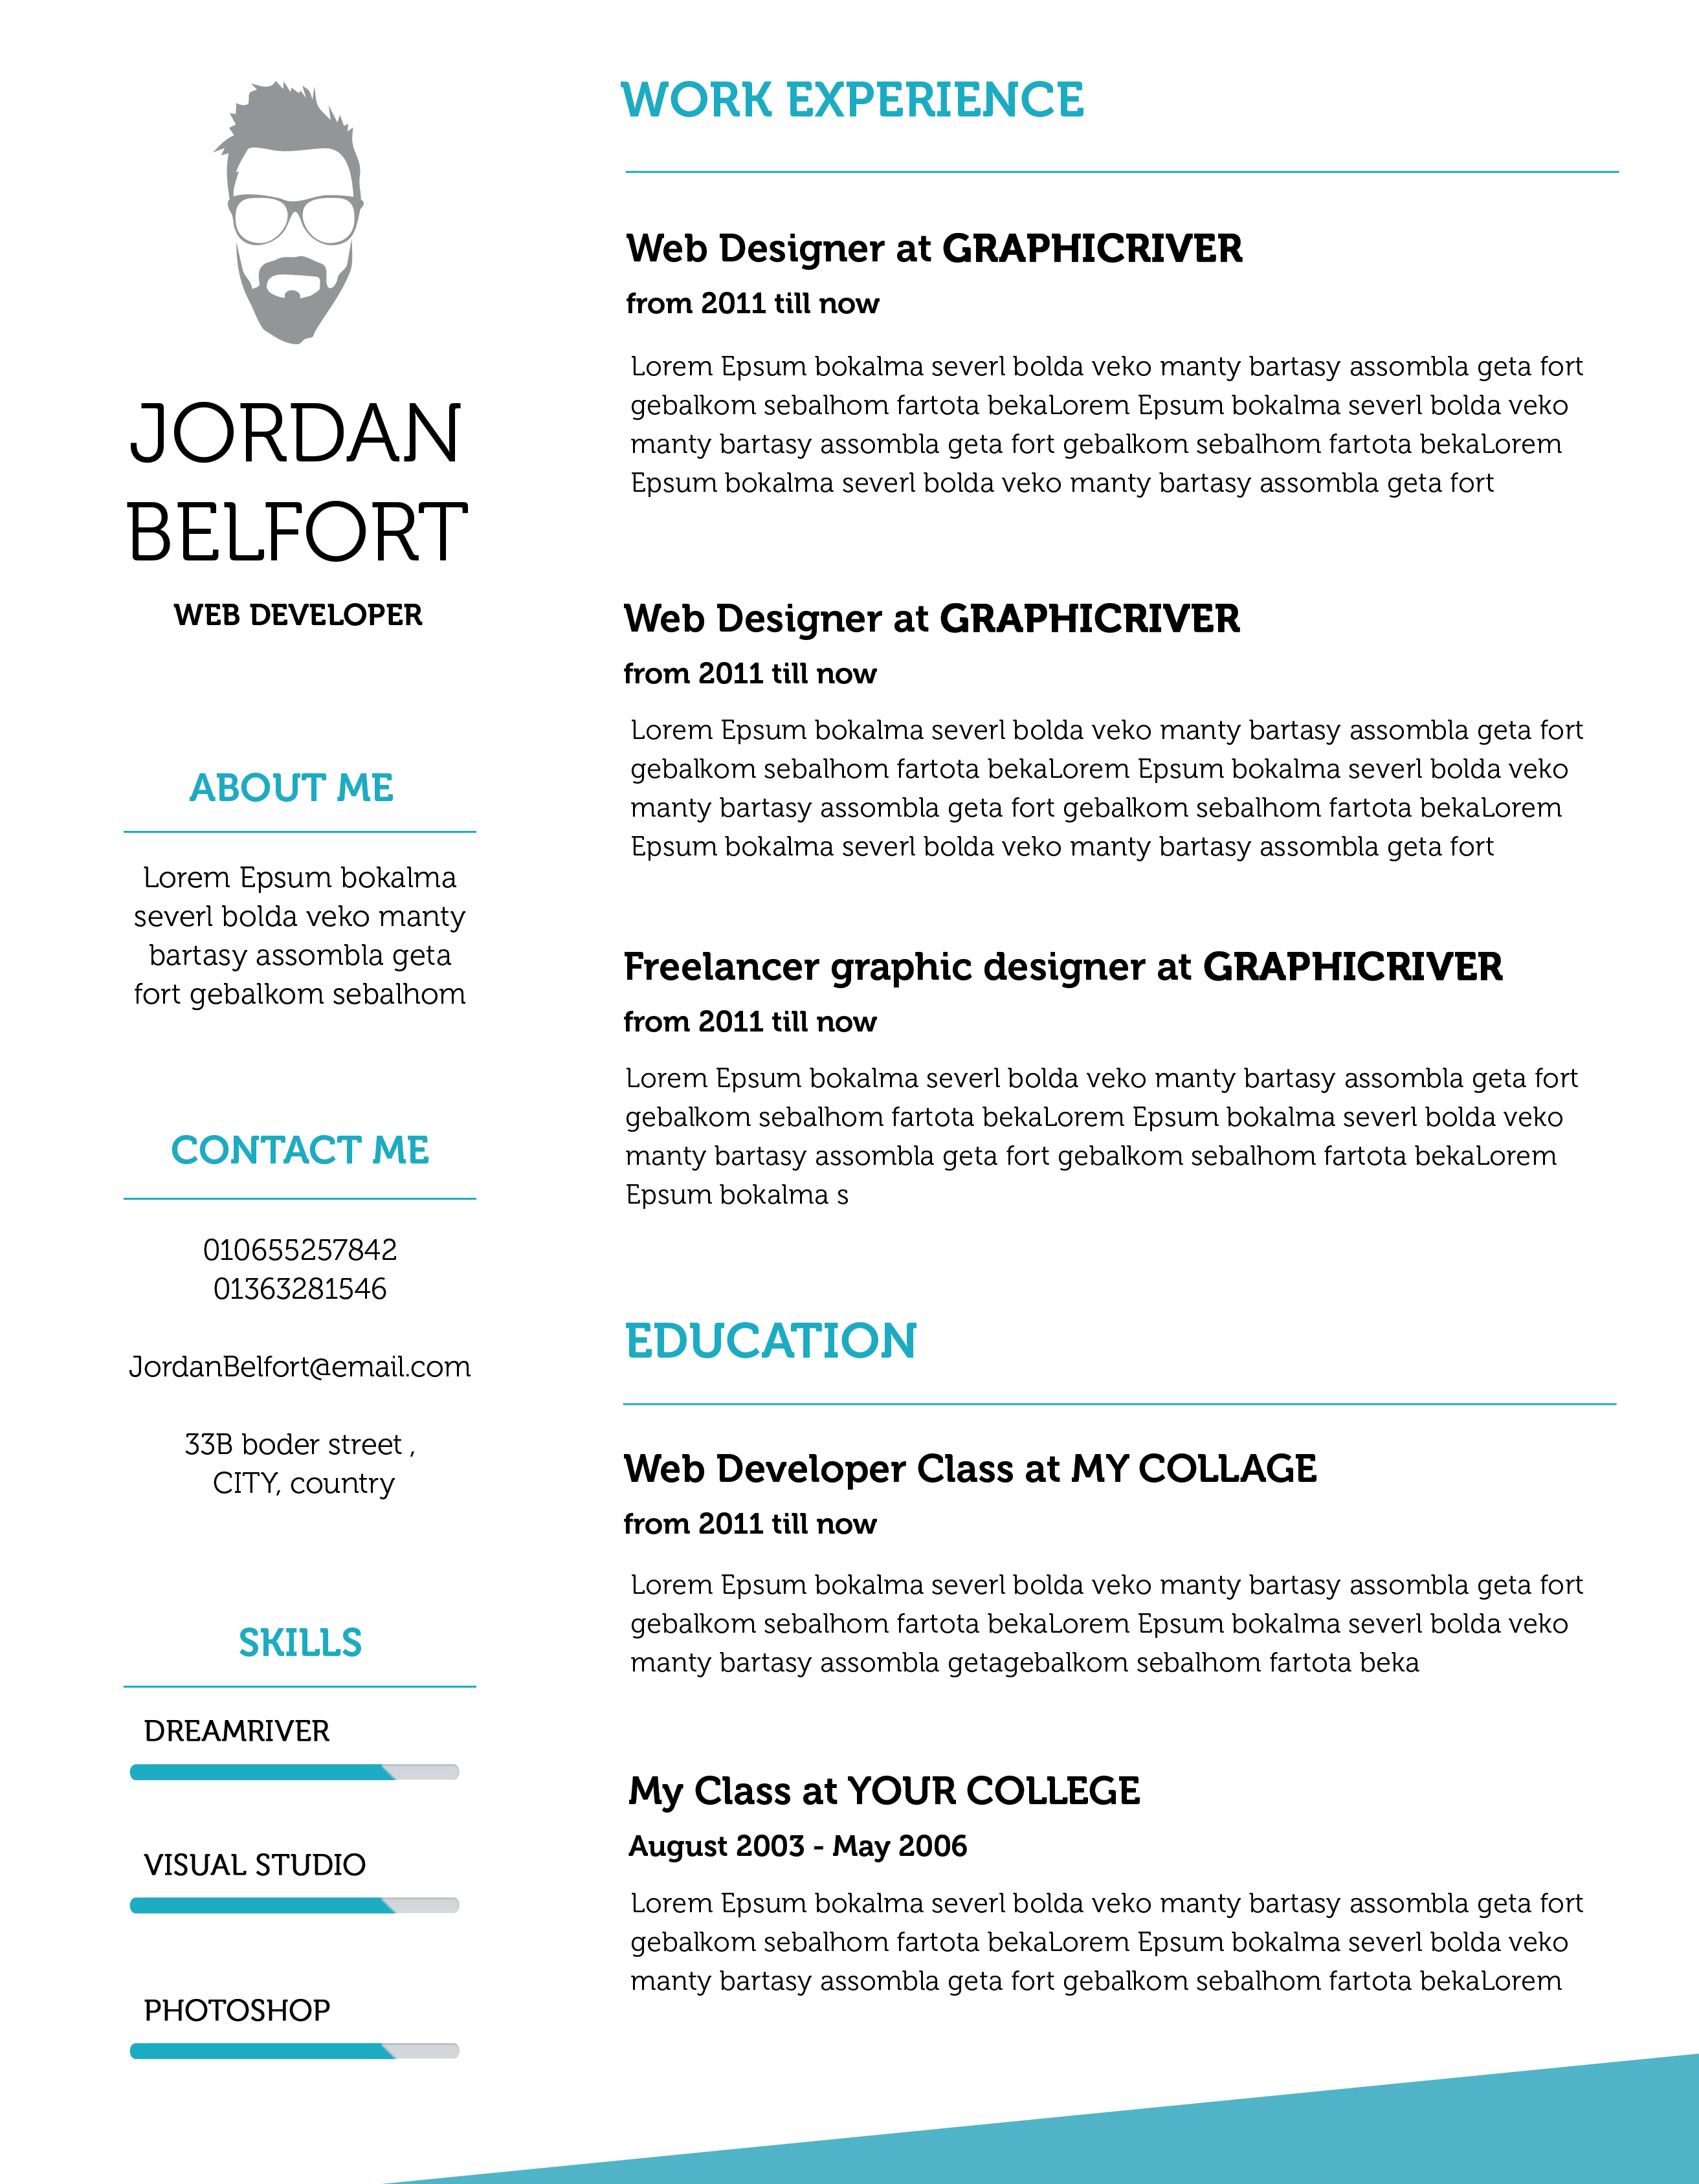 JORDAN
BELFORT
WEB DEVELOPER
ABOUT ME
Lorem Epsum bokalma
severl bolda veko manty
bartasy assombla geta
fort gebalkom sebalhom
CONTACT ME
010655257842
01363281546
JordanBelfort@email.com
33B boder street ,
CITY, country
SKILLS
DREAMRIVER
VISUAL STUDIO
PHOTOSHOP
WORK EXPERIENCE
Web Designer at GRAPHICRIVER
from 2011 till now
Lorem Epsum bokalma severl bolda veko manty bartasy assombla geta fort
gebalkom sebalhom fartota bekaLorem Epsum bokalma severl bolda veko
manty bartasy assombla geta fort gebalkom sebalhom fartota bekaLorem
Epsum bokalma severl bolda veko manty bartasy assombla geta fort
Web Designer at GRAPHICRIVER
from 2011 till now
Lorem Epsum bokalma severl bolda veko manty bartasy assombla geta fort
gebalkom sebalhom fartota bekaLorem Epsum bokalma severl bolda veko
manty bartasy assombla geta fort gebalkom sebalhom fartota bekaLorem
Epsum bokalma severl bolda veko manty bartasy assombla geta fort
Freelancer graphic designer at GRAPHICRIVER
from 2011 till now
Lorem Epsum bokalma severl bolda veko manty bartasy assombla geta fort
gebalkom sebalhom fartota bekaLorem Epsum bokalma severl bolda veko
manty bartasy assombla geta fort gebalkom sebalhom fartota bekaLorem
Epsum bokalma s
EDUCATION
Web Developer Class at MY COLLAGE
from 2011 till now
Lorem Epsum bokalma severl bolda veko manty bartasy assombla geta fort
gebalkom sebalhom fartota bekaLorem Epsum bokalma severl bolda veko
manty bartasy assombla getagebalkom sebalhom fartota beka
My Class at YOUR COLLEGE
August 2003 - May 2006
Lorem Epsum bokalma severl bolda veko manty bartasy assombla geta fort
gebalkom sebalhom fartota bekaLorem Epsum bokalma severl bolda veko
manty bartasy assombla geta fort gebalkom sebalhom fartota bekaLorem